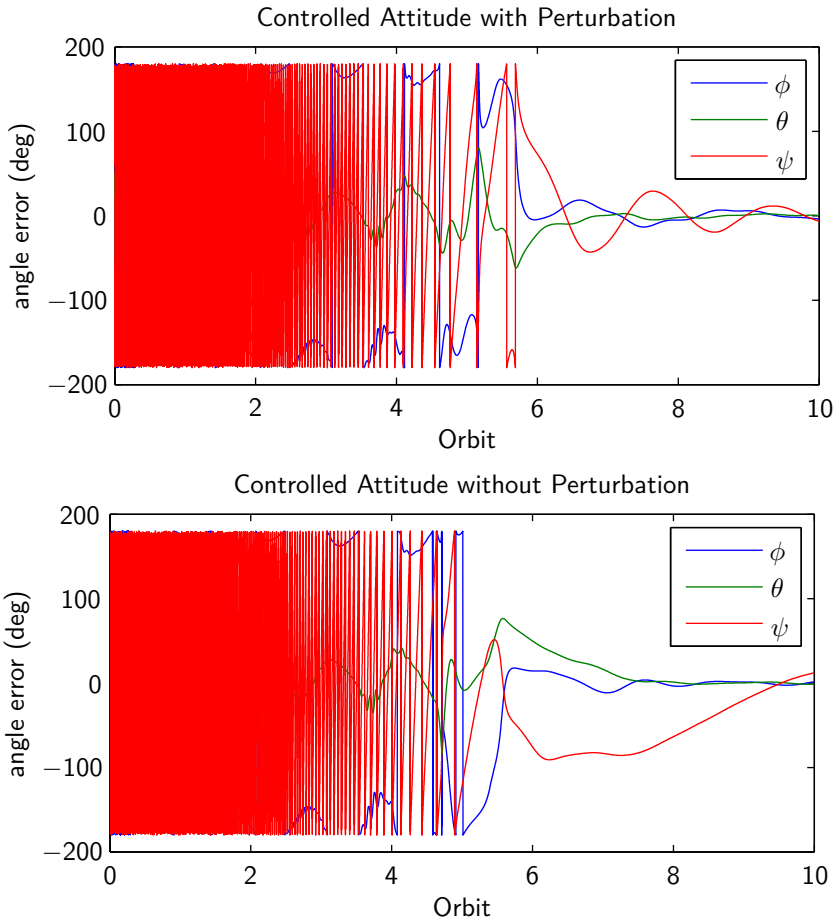 Controlled Attitude with Perturbation
200
100
0
−100
−200
angle error (deg)
ϕ
θ
ψ
0 2 4 6 8 10
Orbit
Controlled Attitude without Perturbation
200
100
0
−100
−200
angle error (deg)
ϕ
θ
ψ
0 2 4 6 8 10
Orbit